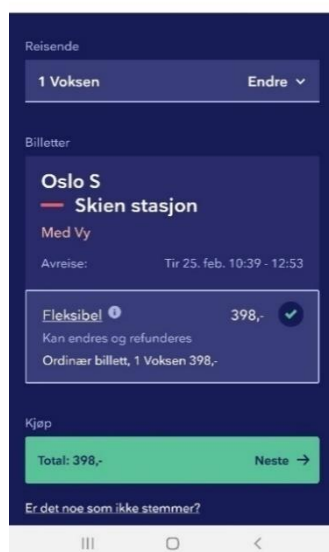 Reisende
1 Voksen Endre
Billetter
Oslo S
— Skien stasjon
Med Vy
Avreise: Tir 25. feb. 10:39 - 12:53
Fleksibel 398,-
Kan endres og refunderes
Ordinær billett, 1 Voksen 398,-
Kjøp
Total: 398,- Neste →
Er det noe som ikke stemmer?